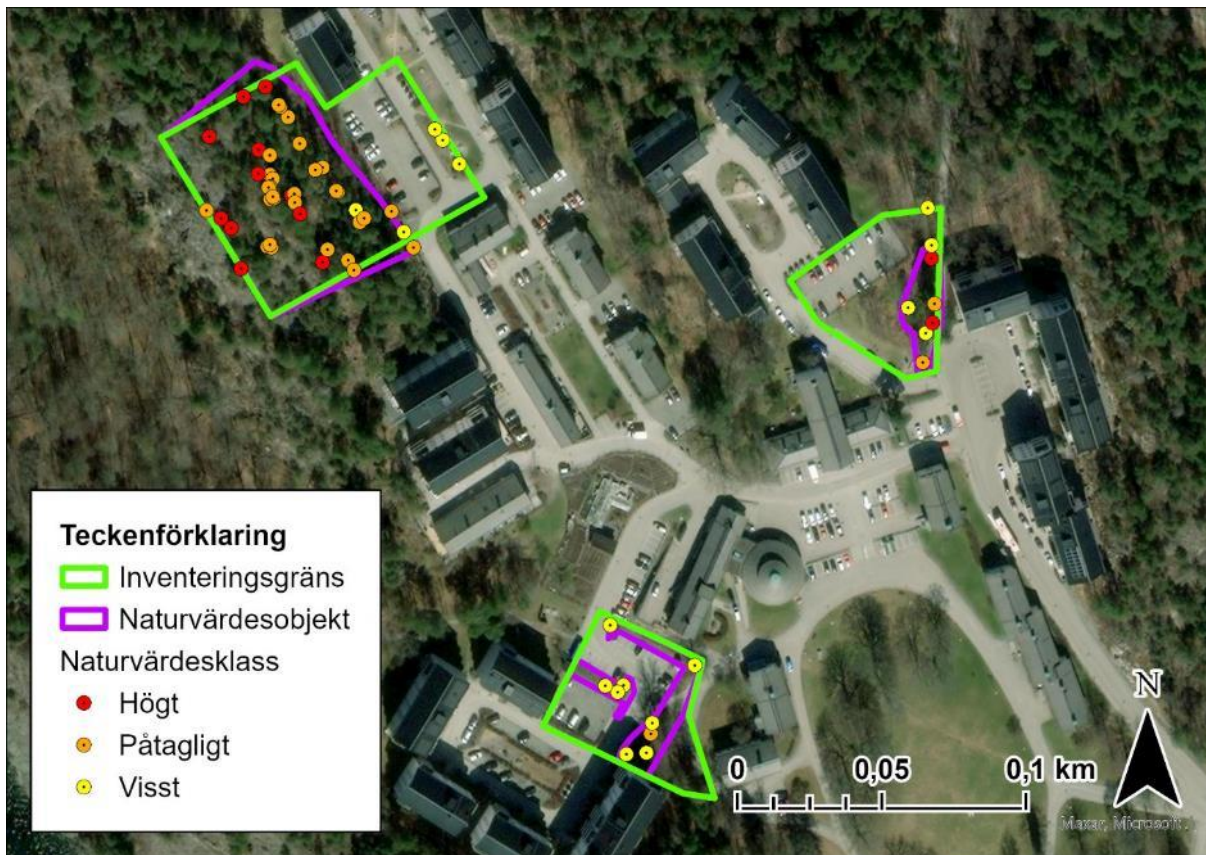 Teckenförklaring
Inventeringsgräns
Naturvärdesobjekt
Naturvärdesklass
Högt
Påtagligt
Visst
N
0 0,05 0,1 km
Maxar, Microsoft